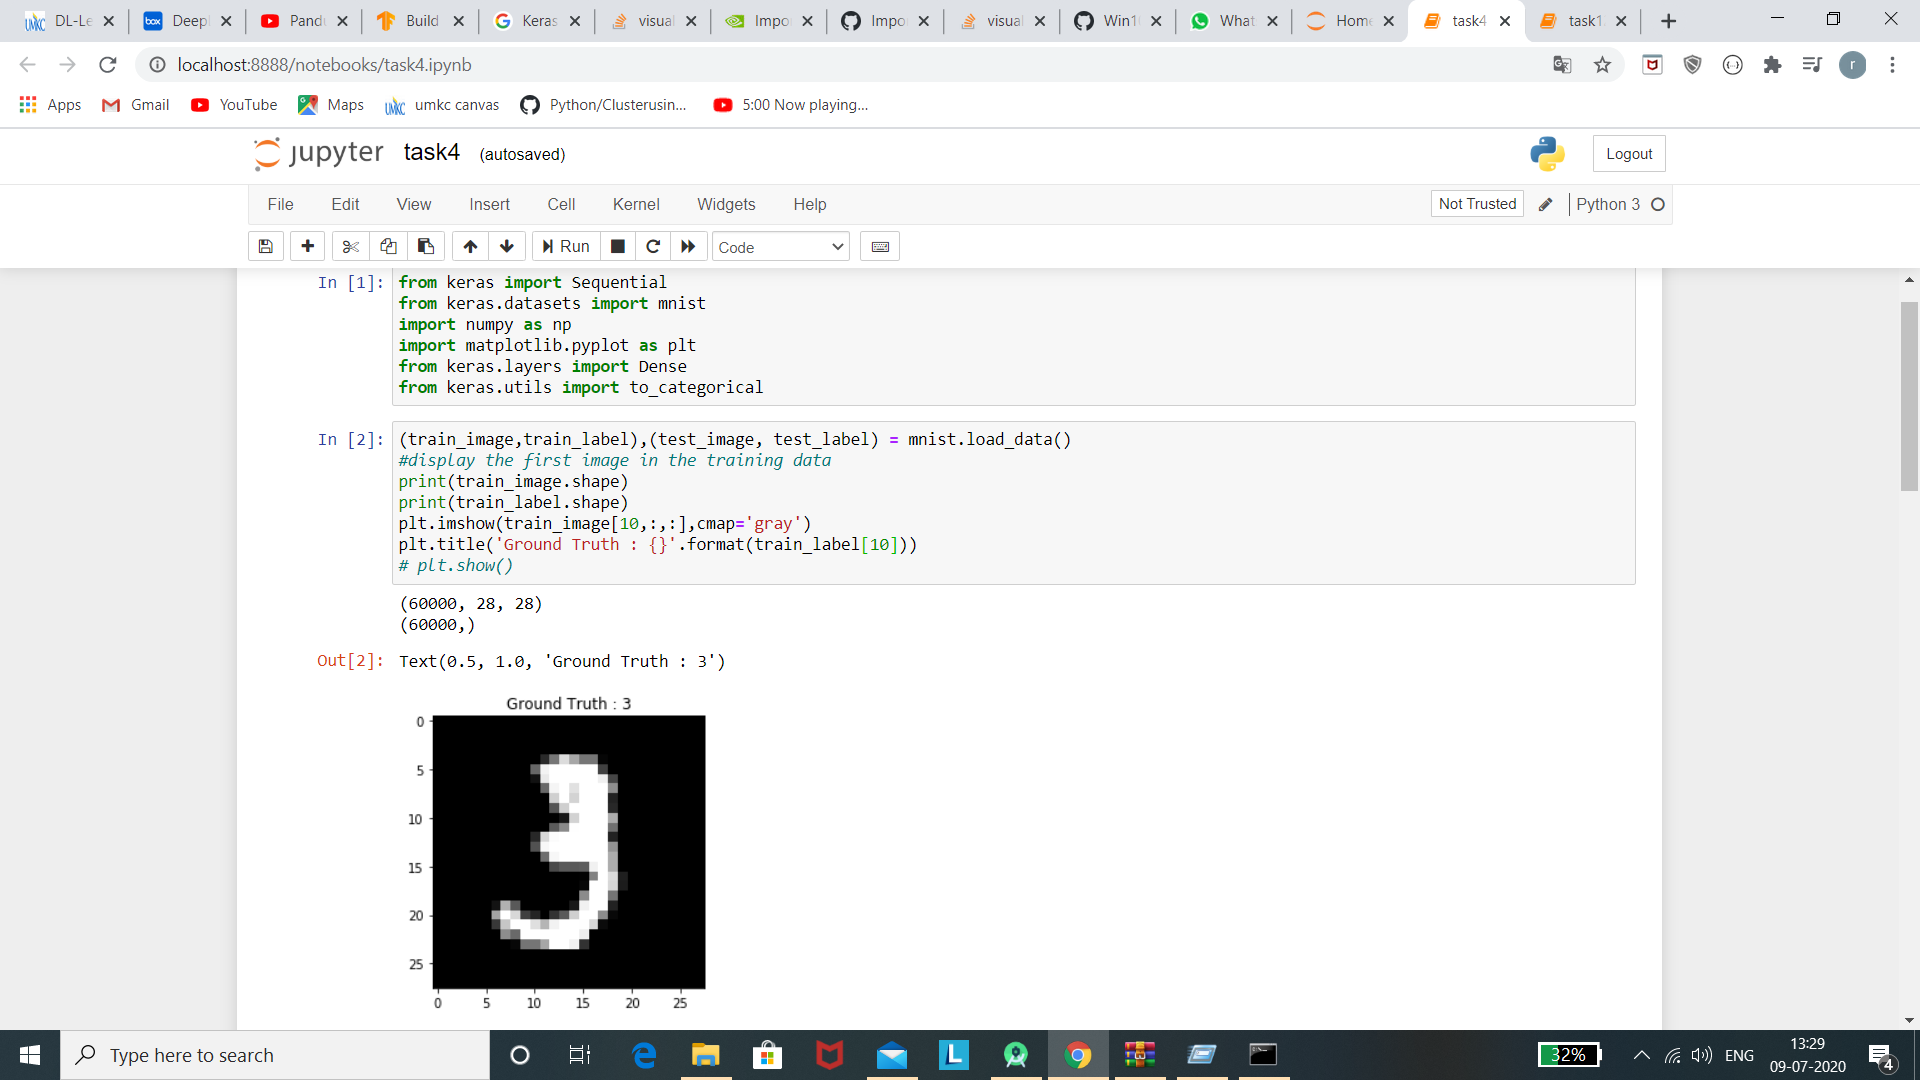 DL-Le
Deepl
Pandu
Build
Keras
visual
Impo
Impo
visual
Win10
What
Home
task4
task1
localhost:8888/notebooks/task4.ipynb
r
Apps
Gmail
YouTube
Maps
umkc canvas
Python/Clusterusin...
5:00 Now playing...
jupyter task4 (autosaved)
Logout
File Edit View Insert Cell Kernel Widgets Help
Not Trusted
Python 3
Run
Code
In [1]: from keras import Sequential
from keras.datasets import mnist
import numpy as np
import matplotlib.pyplot as plt
from keras.layers import Dense
from keras.utils import to_categorical
In [2]: (train_image,train_label),(test_image, test_label) = mnist.load_data()
#display the first image in the training data
print(train_image.shape)
print(train_label.shape)
plt.imshow(train_image[10,:,:],cmap='gray')
plt.title('Ground Truth : {}'.format(train_label[10]))
# plt.show()
(60000, 28, 28)
(60000,)
Out[2]: Text(0.5, 1.0, 'Ground Truth : 3')
Ground Truth : 3
0
5
10
15
20
25
0 5 10 15 20 25
Type here to search
32%
ENG
13:29
09-07-2020
4